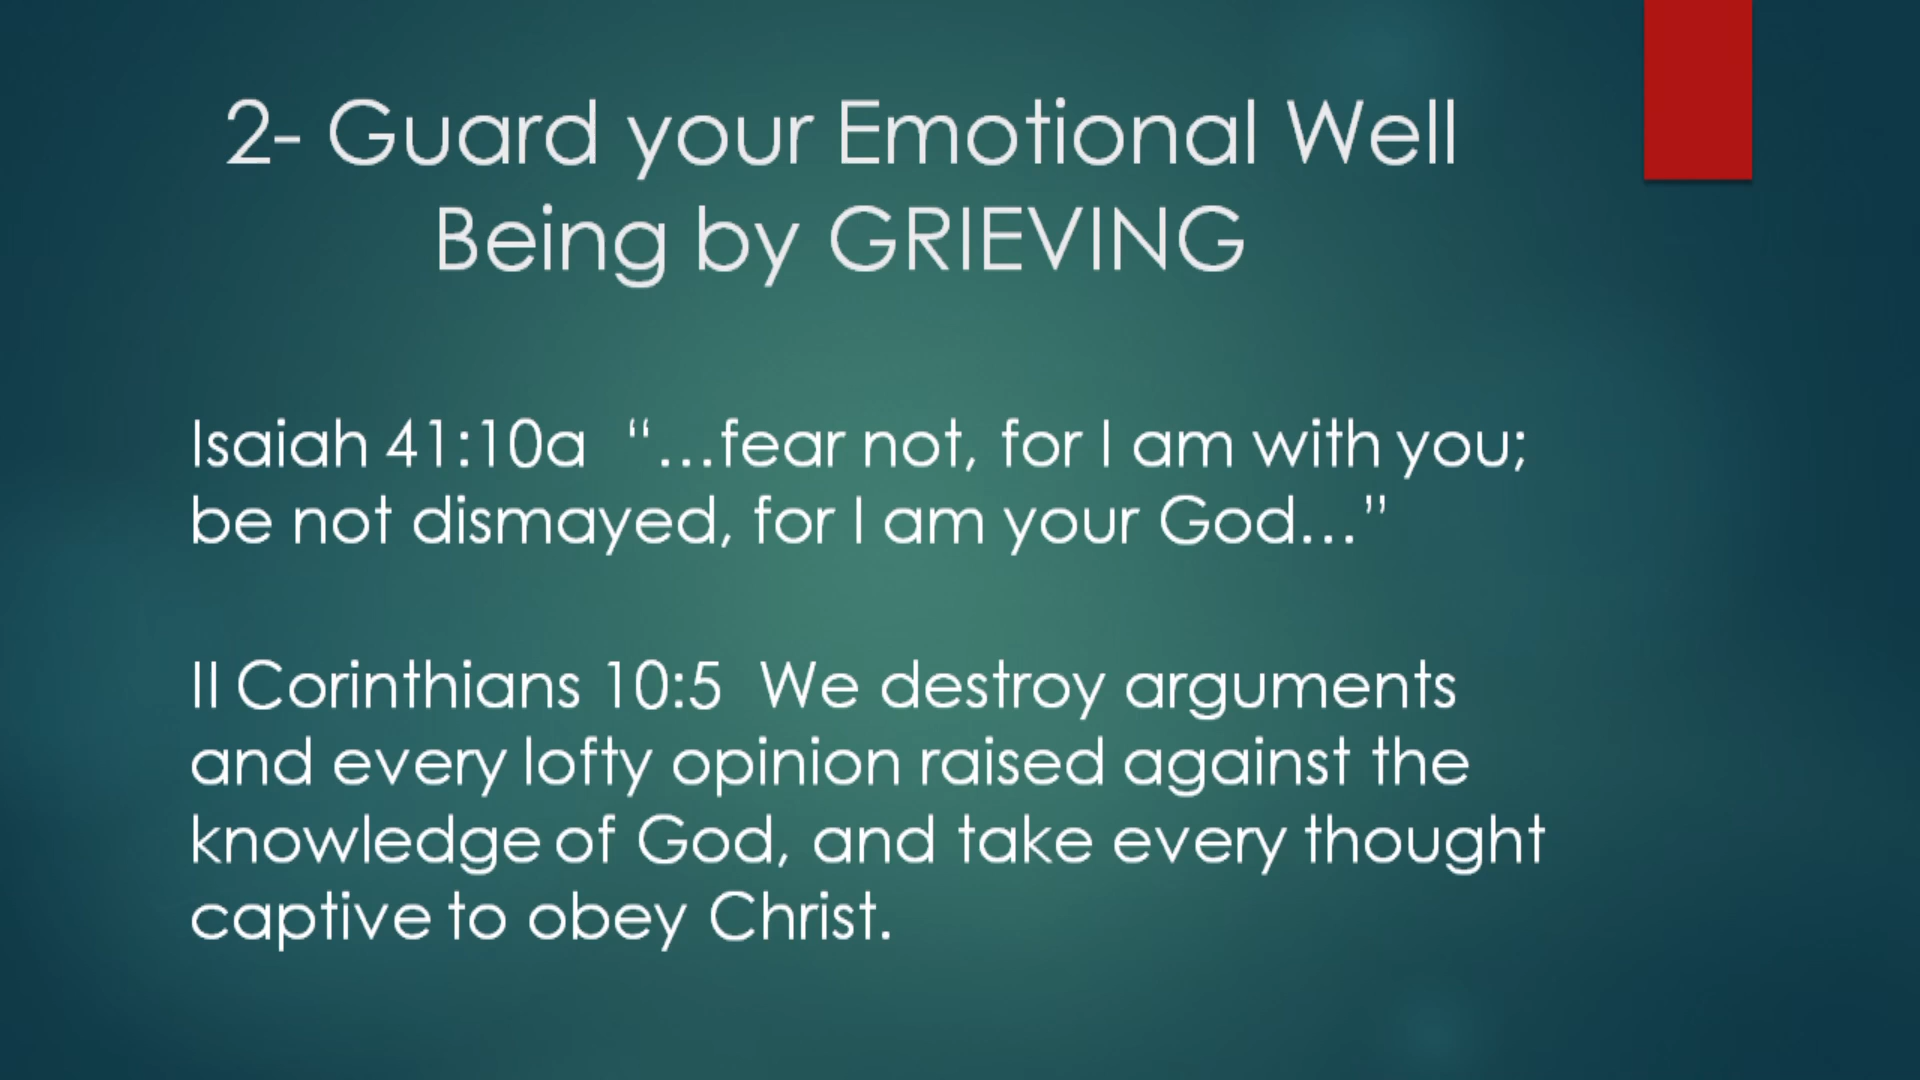 2- Guard your Emotional Well
Being by GRIEVING
Isaiah 41:10a “…fear not, for I am with you;
be not dismayed, for I am your God…”
II Corinthians 10:5 We destroy arguments
and every lofty opinion raised against the
knowledge of God, and take every thought
captive to obey Christ.